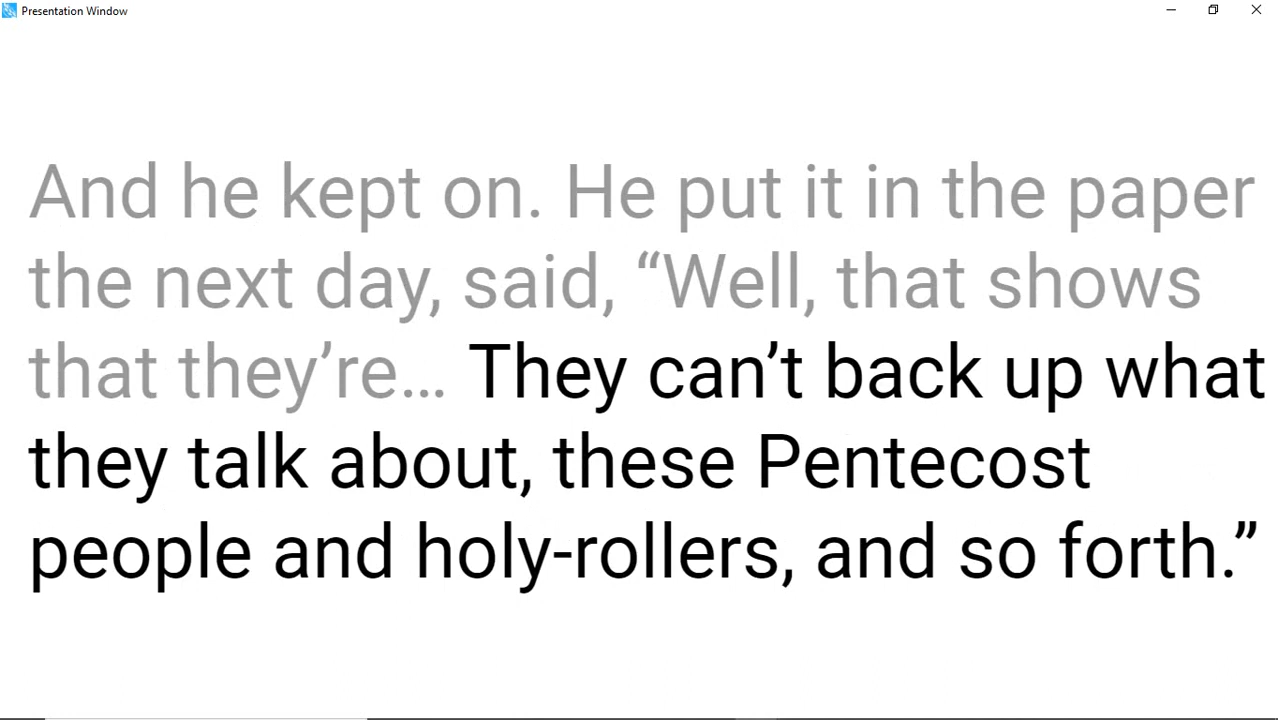 Presentation Window
And he kept on. He put it in the paper
the next day, said, “Well, that shows
that they’re… They can’t back up what
they talk about, these Pentecost
people and holy-rollers, and so forth.”